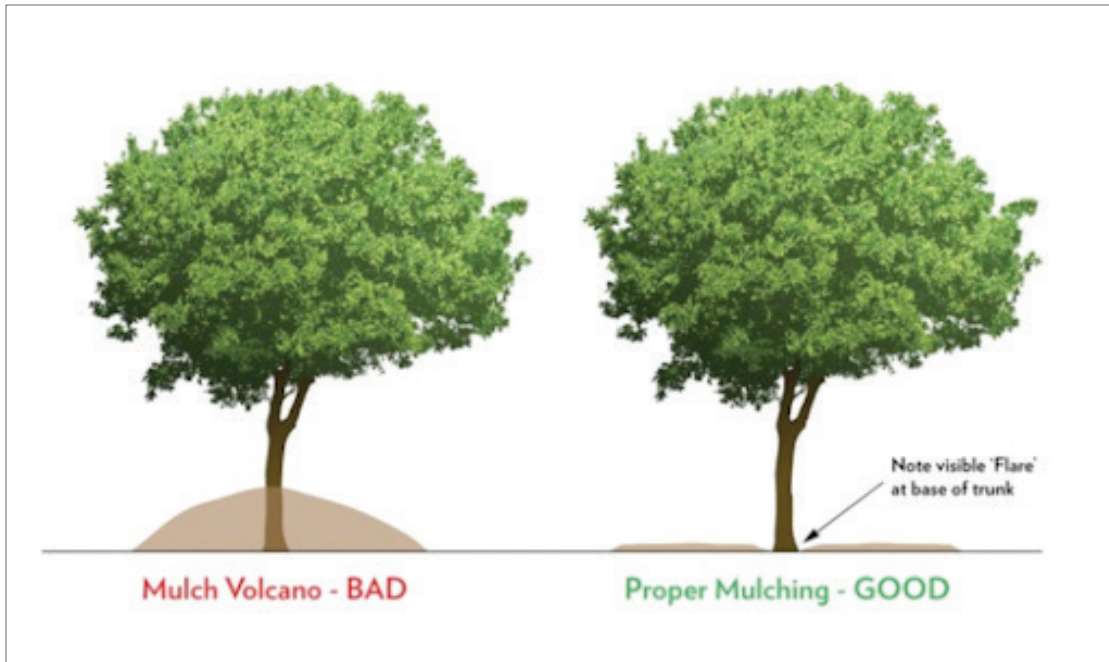 Note visible 'Flare'
at base of trunk
Mulch Volcano - BAD
Proper Mulching - GOOD